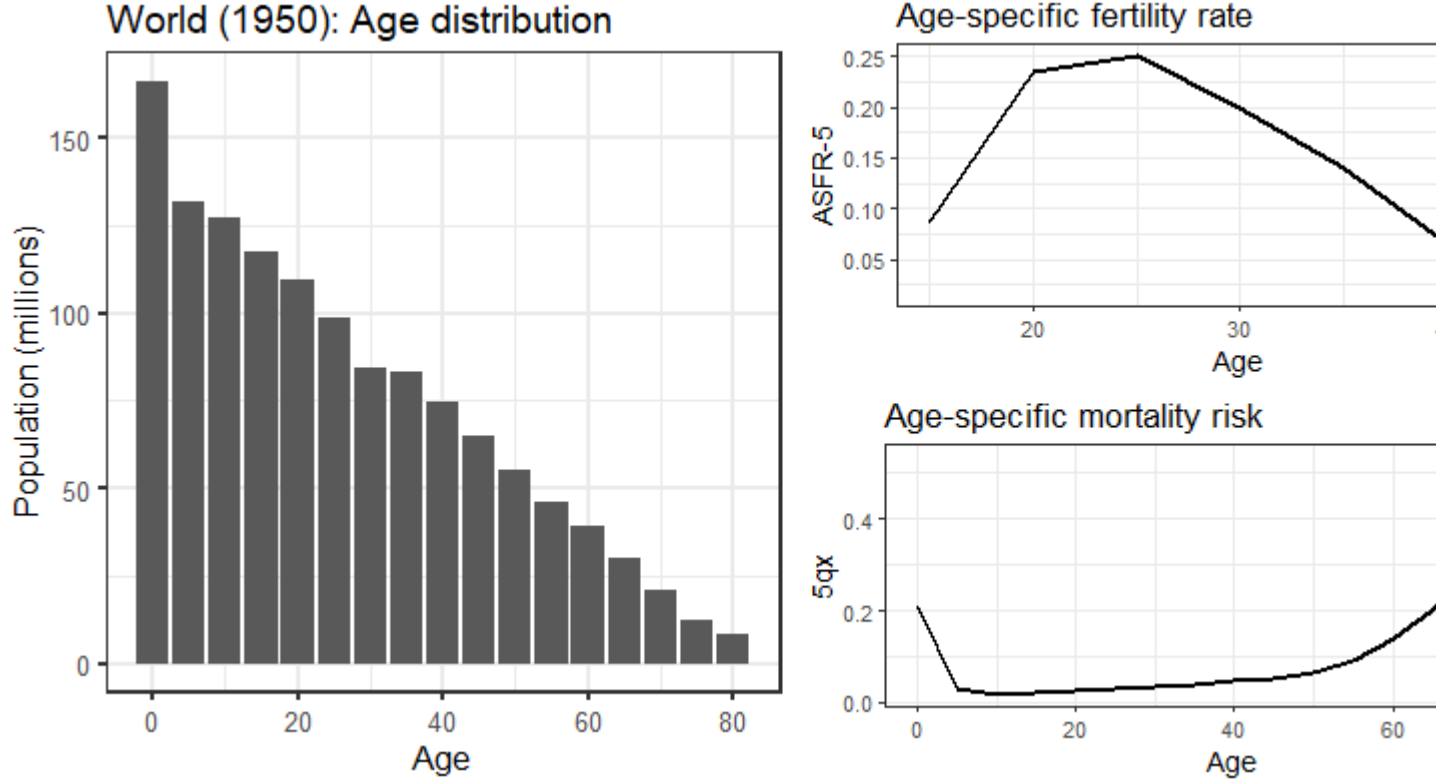 World (1950): Age distribution
Population (millions)
150
100
50
0
0 20 40 60 80
Age
Age-specific fertility rate
ASFR-5
0.25
0.20
0.15
0.10
0.05
20 30
Age
Age-specific mortality risk
5qx
0.4
0.2
0.0
0 20 40 60
Age